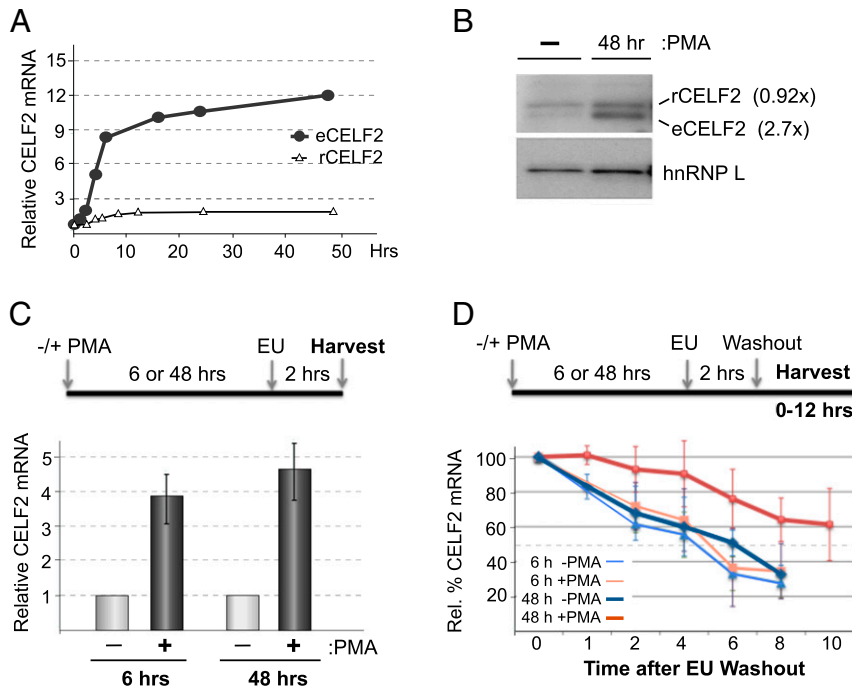 A
Relative CELF2 mRNA
15
12
9
6
3
0 10 20 30 40 50 Hrs
eCELF2
rCELF2
B
– 48 hr :PMA
rCELF2 (0.92x)
eCELF2 (2.7x)
hnRNP L
C
-/+ PMA EU Harvest
6 or 48 hrs 2 hrs
Relative CELF2 mRNA
5
4
3
2
1
– + – + :PMA
6 hrs 48 hrs
D
-/+ PMA EU Washout
6 or 48 hrs 2 hrs Harvest
0-12 hrs
Rel. % CELF2 mRNA
100
80
60
40
20
6 h -PMA
6 h +PMA
48 h -PMA
48 h +PMA
0 1 2 4 6 8 10
Time after EU Washout